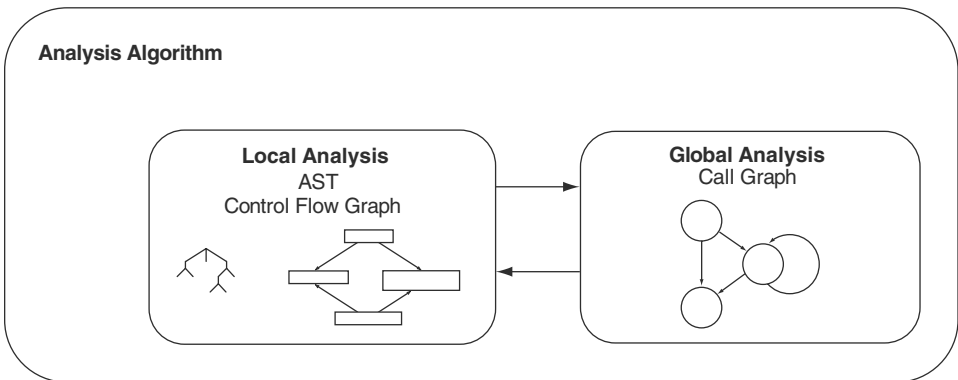 Analysis Algorithm
Local Analysis
AST
Control Flow Graph
Global Analysis
Call Graph